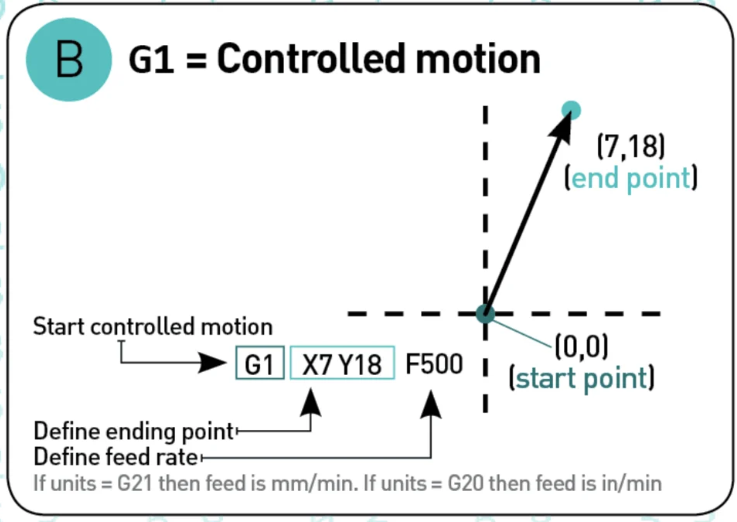 B
G1 = Controlled motion
(7,18)
(end point)
Start controlled motion
(0,0)
G1 X7 Y18 F500
(start point)
Define ending point
Define feed rate
If units = G21 then feed is mm/min. If units = G20 then feed is in/min